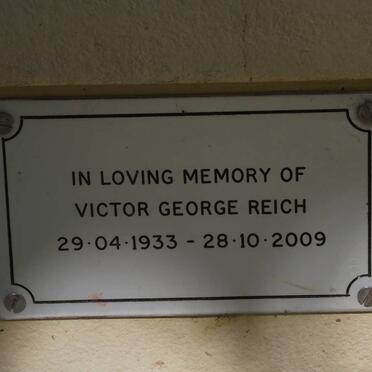 IN LOVING MEMORY OF
VICTOR GEORGE REICH
29·04·1933 - 28·10·2009